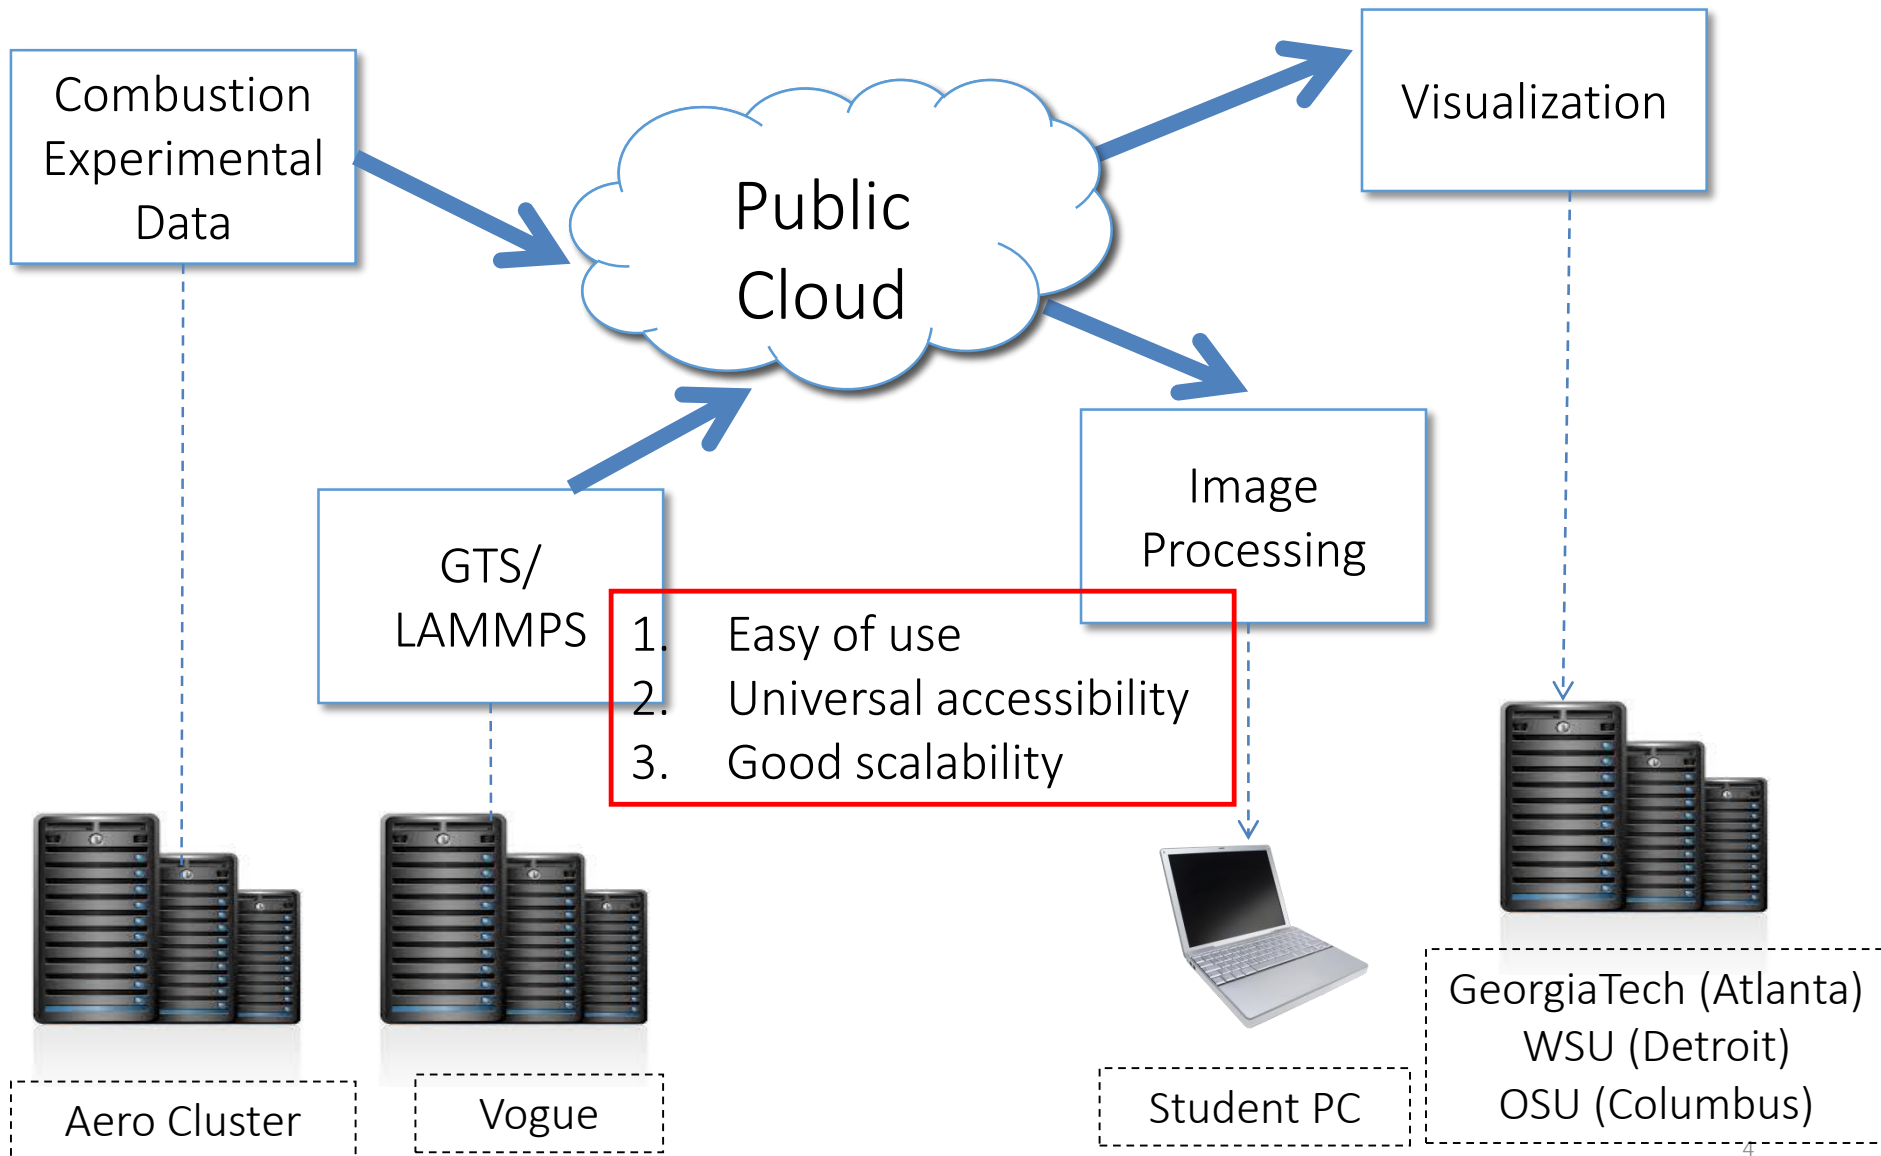 Combustion
Experimental
Data
Public
Cloud
Visualization
GTS/
LAMMPS
Image
Processing
1. Easy of use
2. Universal accessibility
3. Good scalability
Aero Cluster
Vogue
Student PC
GeorgiaTech (Atlanta)
WSU (Detroit)
OSU (Columbus)
4